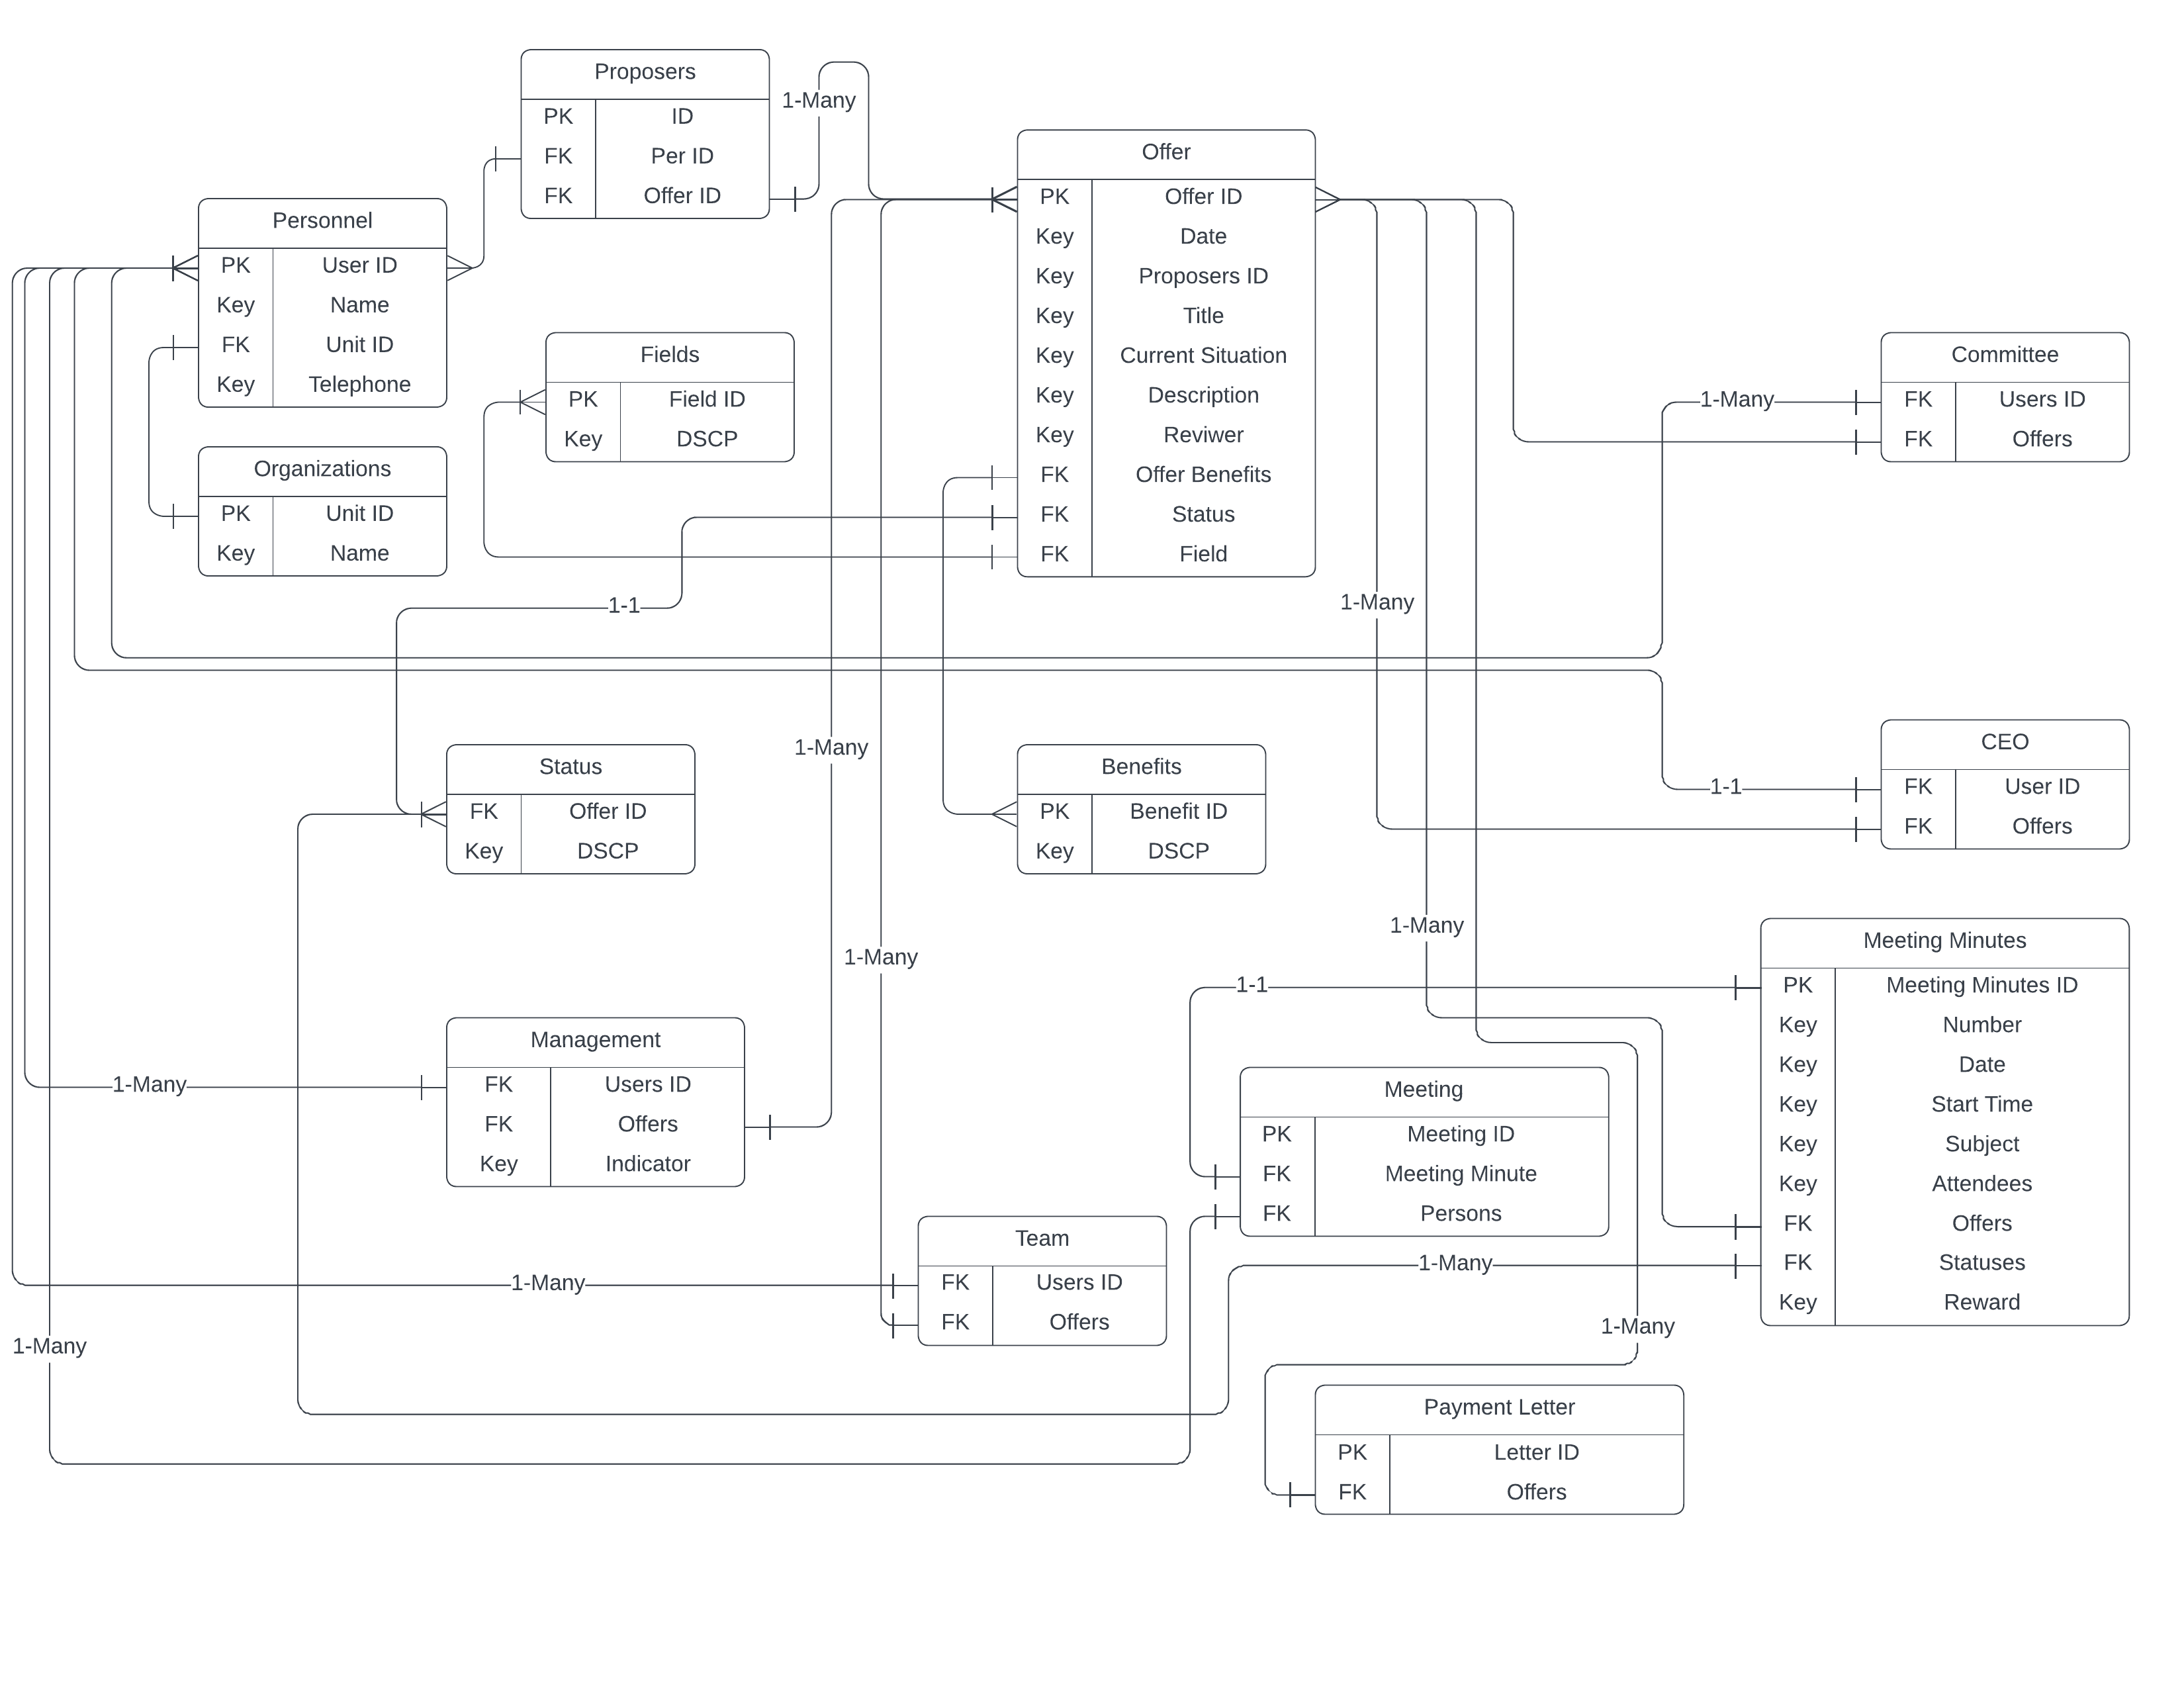 Proposers
PK ID
FK Per ID
FK Offer ID
1-Many
Offer
PK Offer ID
Key Date
Key Proposers ID
Key Title
Key Current Situation
Key Description
Key Reviwer
FK Offer Benefits
FK Status
FK Field
Personnel
PK User ID
Key Name
FK Unit ID
Key Telephone
Fields
PK Field ID
Key DSCP
Committee
FK Users ID
FK Offers
1-Many
Organizations
PK Unit ID
Key Name
1-1
1-Many
Status
FK Offer ID
Key DSCP
1-Many
Benefits
PK Benefit ID
Key DSCP
CEO
FK User ID
FK Offers
1-1
1-Many
1-Many
Meeting Minutes
PK Meeting Minutes ID
Key Number
Key Date
Key Start Time
Key Subject
Key Attendees
FK Offers
FK Statuses
Key Reward
1-1
Management
FK Users ID
FK Offers
Key Indicator
1-Many
Meeting
PK Meeting ID
FK Meeting Minute
FK Persons
Team
FK Users ID
FK Offers
1-Many
1-Many
1-Many
1-Many
Payment Letter
PK Letter ID
FK Offers